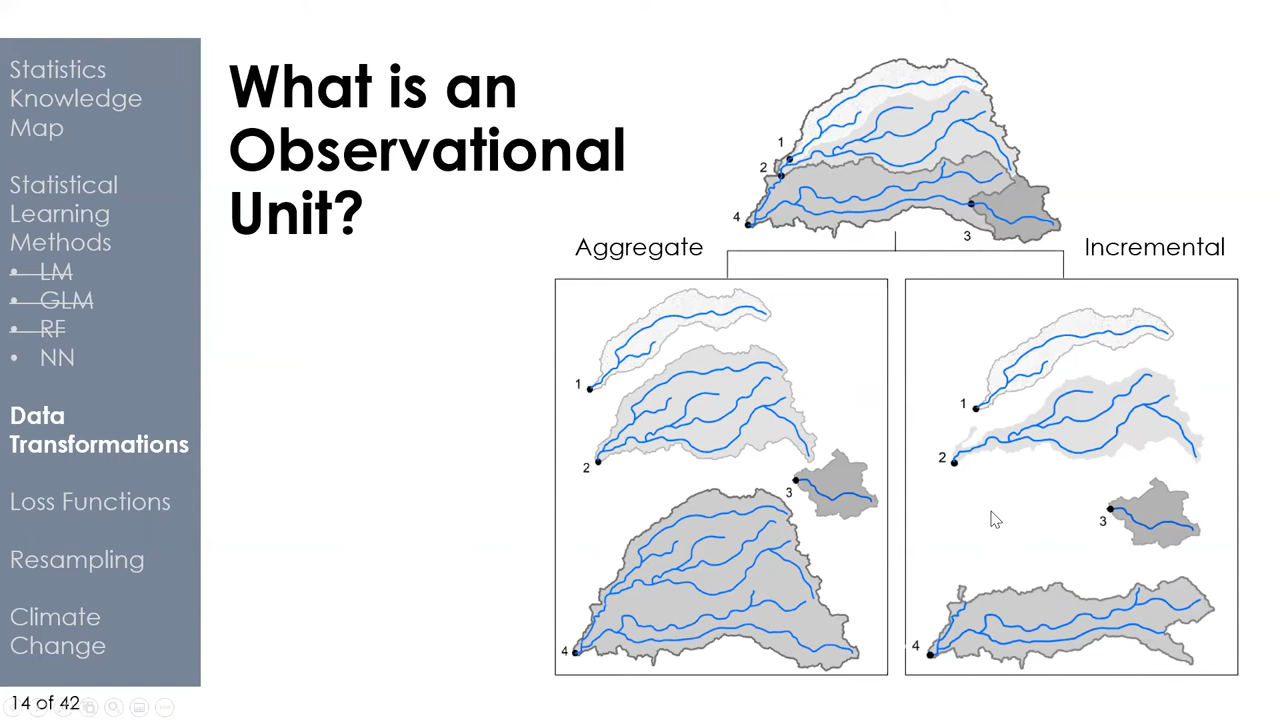 Statistics
Knowledge
Map
Statistical
Learning
Methods
• LM
• GLM
• RF
• NN
Data
Transformations
Loss Functions
Resampling
Climate
Change
14 of 42
What is an
Observational
Unit?
1
2
4
3
Aggregate
Incremental
1
2
3
4
1
2
3
4